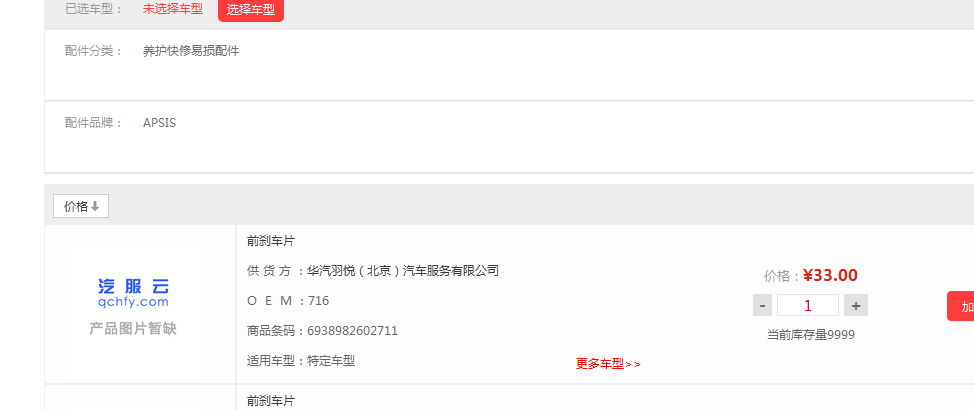 已选车型： 未选择车型 选择车型
配件分类： 养护快修易损配件
配件品牌： APSIS
价格
前刹车片
供 货 方 ：华汽羽悦（北京）汽车服务有限公司
O E M ：716
商品条码：6938982602711
适用车型：特定车型
更多车型>>
汽服云
qchfy.com
产品图片暂缺
价格：¥33.00
- 1 +
当前库存量9999
加
前刹车片